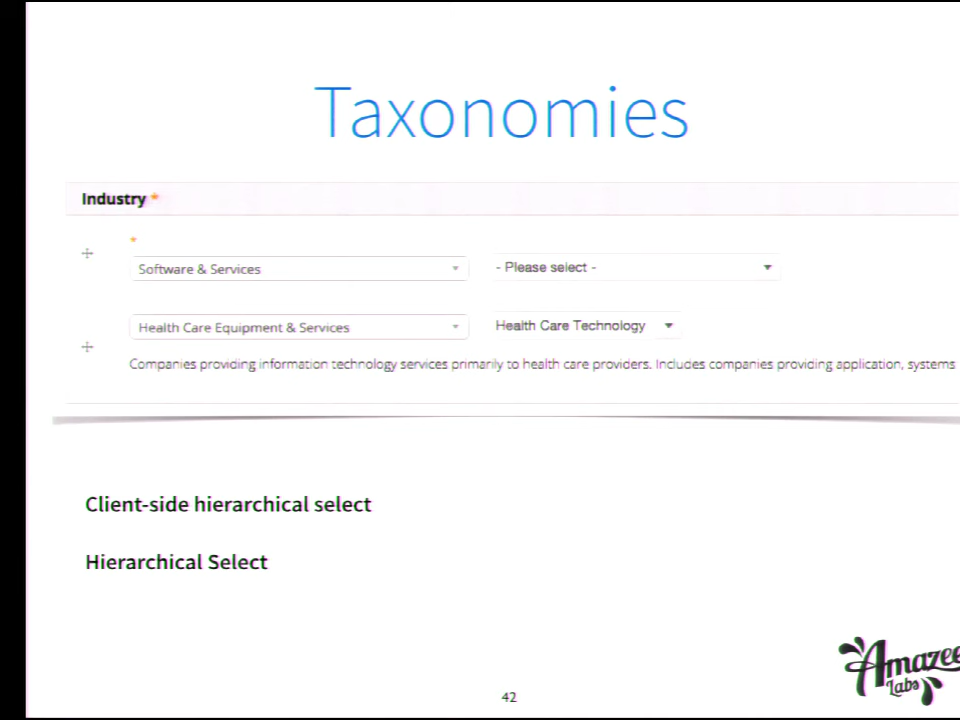 Taxonomies
Industry *
*
Software & Services
- Please select -
Health Care Equipment & Services
Health Care Technology
Companies providing information technology services primarily to health care providers. Includes companies providing application, systems
Client-side hierarchical select
Hierarchical Select
Amazee
Labs
42